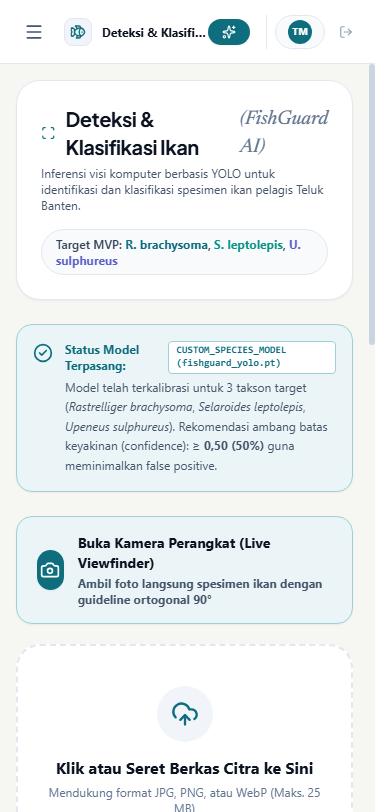 Deteksi & Klasifi...
TM
Deteksi &
Klasifikasi Ikan
(FishGuard
AI)
Inferensi visi komputer berbasis YOLO untuk
identifikasi dan klasifikasi spesimen ikan pelagis Teluk
Banten.
Target MVP: R. brachysoma, S. leptolepis, U.
sulphureus
Status Model
Terpasang:
CUSTOM_SPECIES_MODEL
(fishguard_yolo.pt)
Model telah terkalibrasi untuk 3 takson target
(Rastrelliger brachysoma, Selaroides leptolepis,
Upeneus sulphureus). Rekomendasi ambang batas
keyakinan (confidence): ≥ 0,50 (50%) guna
meminimalkan false positive.
Buka Kamera Perangkat (Live
Viewfinder)
Ambil foto langsung spesimen ikan dengan
guideline ortogonal 90°
Klik atau Seret Berkas Citra ke Sini
Mendukung format JPG, PNG, atau WebP (Maks. 25
MB)